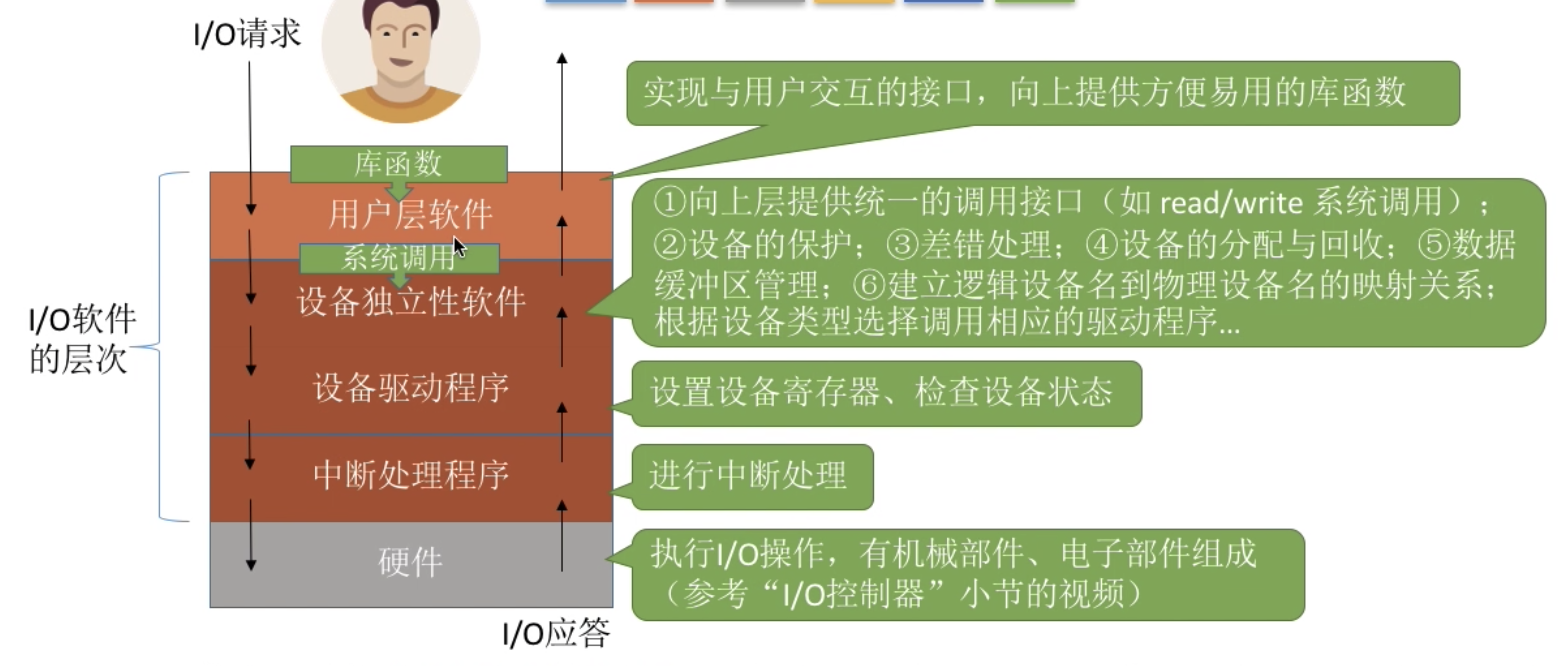 I/O请求
实现与用户交互的接口，向上提供方便易用的库函数
库函数
用户层软件
系统调用
①向上层提供统一的调用接口（如 read/write 系统调用）；
②设备的保护；③差错处理；④设备的分配与回收；⑤数据
缓冲区管理；⑥建立逻辑设备名到物理设备名的映射关系；
根据设备类型选择调用相应的驱动程序...
设备独立性软件
I/O软件
的层次
设备驱动程序
设置设备寄存器、检查设备状态
中断处理程序
进行中断处理
硬件
执行I/O操作，有机械部件、电子部件组成
（参考“I/O控制器”小节的视频）
I/O应答